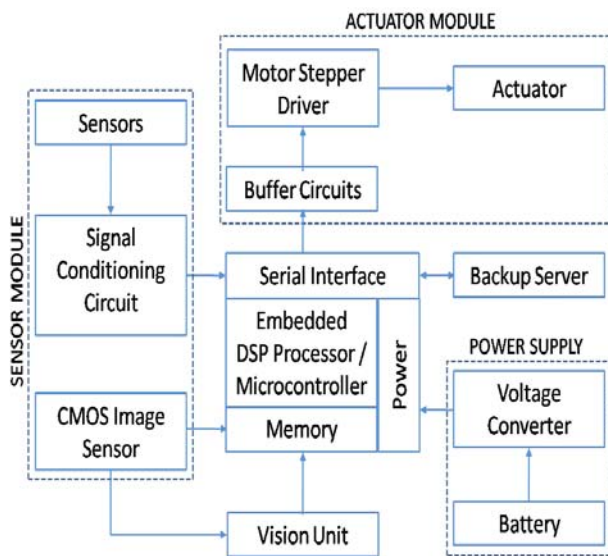 ACTUATOR MODULE
Motor Stepper
Driver
Actuator
Sensors
Buffer Circuits
SENSOR MODULE
Signal
Conditioning
Circuit
Serial Interface
Backup Server
Embedded
DSP Processor /
Microcontroller
Power
POWER SUPPLY
Voltage
Converter
CMOS Image
Sensor
Memory
Vision Unit
Battery